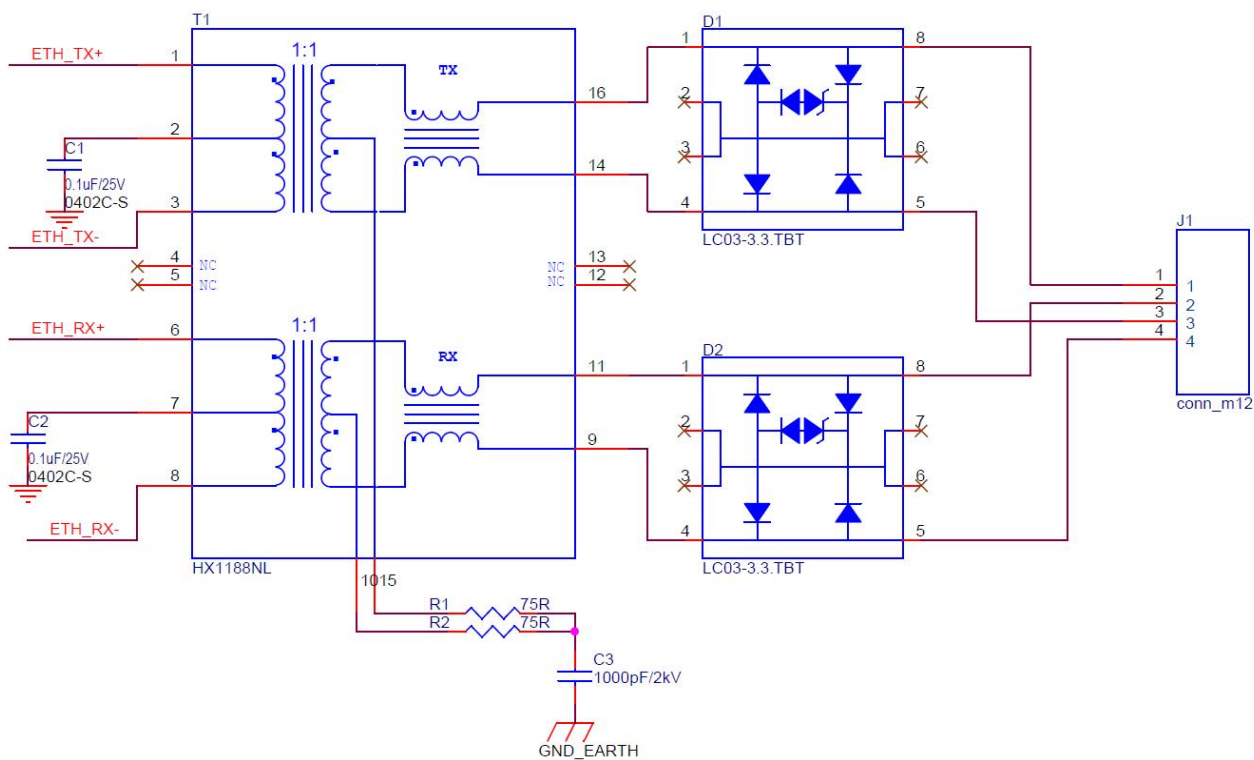 T1
ETH_TX+
1
1:1
TX
16
2
C1
0.1uF/25V
0402C-S
14
3
ETH_TX-
4
NC
5
NC
NC
13
NC
12
ETH_RX+
6
1:1
RX
11
7
C2
0.1uF/25V
0402C-S
9
8
ETH_RX-
HX1188NL
1015
R1
75R
R2
75R
C3
1000pF/2kV
GND_EARTH
D1
1
8
2
7
3
6
4
5
LC03-3.3.TBT
D2
1
8
2
7
3
6
4
5
LC03-3.3.TBT
J1
1
1
2
2
3
3
4
4
conn_m12